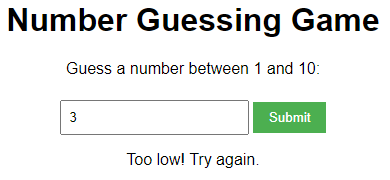 Number Guessing Game
Guess a number between 1 and 10:
3 Submit
Too low! Try again.